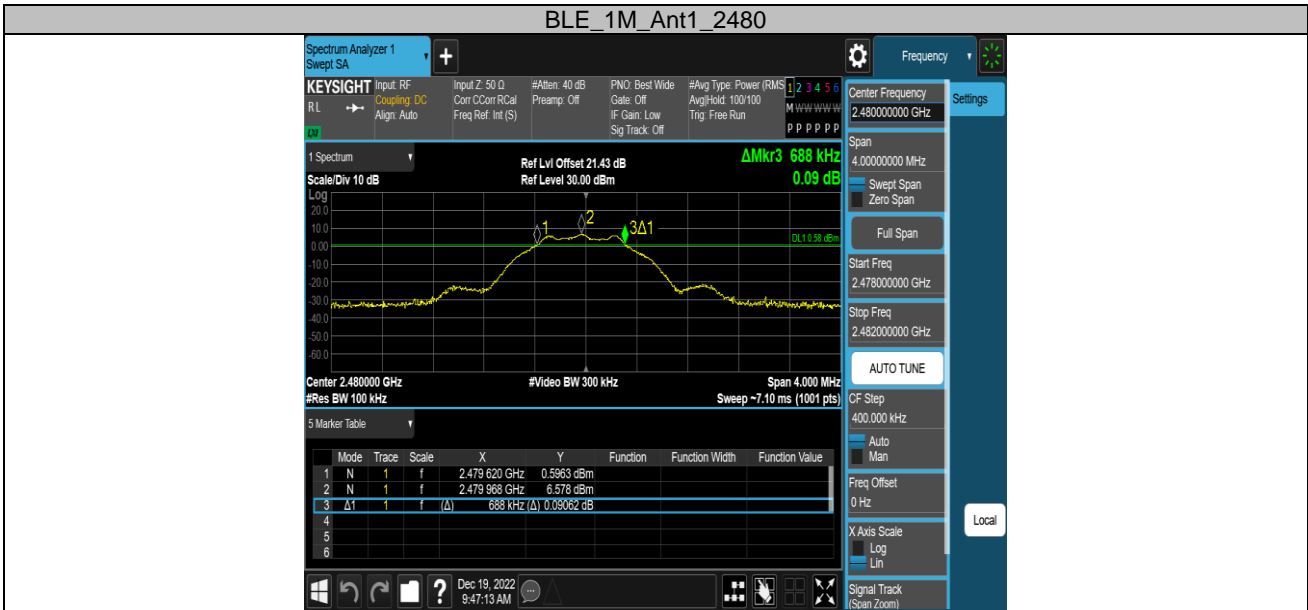 BLE_1M_Ant1_2480
Spectrum Analyzer 1
Swept SA
+
Frequency
KEYSIGHT
R L
Input: RF
Coupling: DC
Align: Auto
Input Z: 50 Ω
Corr CCorr RCal
Freq Ref: Int (S)
#Atten: 40 dB
Preamp: Off
PNO: Best Wide
Gate: Off
IF Gain: Low
Sig Track: Off
#Avg Type: Power (RMS
Avg|Hold: 100/100
Trig: Free Run
1 2 3 4 5 6
M W W W W W
P P P P P P
1 Spectrum
Scale/Div 10 dB
Ref Lvl Offset 21.43 dB
Ref Level 30.00 dBm
ΔMkr3 688 kHz
0.09 dB
Log
20.0
10.0
0.00
-10.0
-20.0
-30.0
-40.0
-50.0
-60.0
1
2
3Δ1
DL1 0.58 dBm
Center 2.480000 GHz
#Res BW 100 kHz
#Video BW 300 kHz
Span 4.000 MHz
Sweep ~7.10 ms (1001 pts)
5 Marker Table
Mode Trace Scale X Y Function Function Width Function Value
1 N 1 f 2.479 620 GHz 0.5963 dBm
2 N 1 f 2.479 968 GHz 6.578 dBm
3 Δ1 1 f (Δ) 688 kHz (Δ) 0.09062 dB
4
5
6
?
Dec 19, 2022
9:47:13 AM
Center Frequency
2.480000000 GHz
Settings
Span
4.00000000 MHz
Swept Span
Zero Span
Full Span
Start Freq
2.478000000 GHz
Stop Freq
2.482000000 GHz
AUTO TUNE
CF Step
400.000 kHz
Auto
Man
Freq Offset
0 Hz
Local
X Axis Scale
Log
Lin
Signal Track
(Span Zoom)